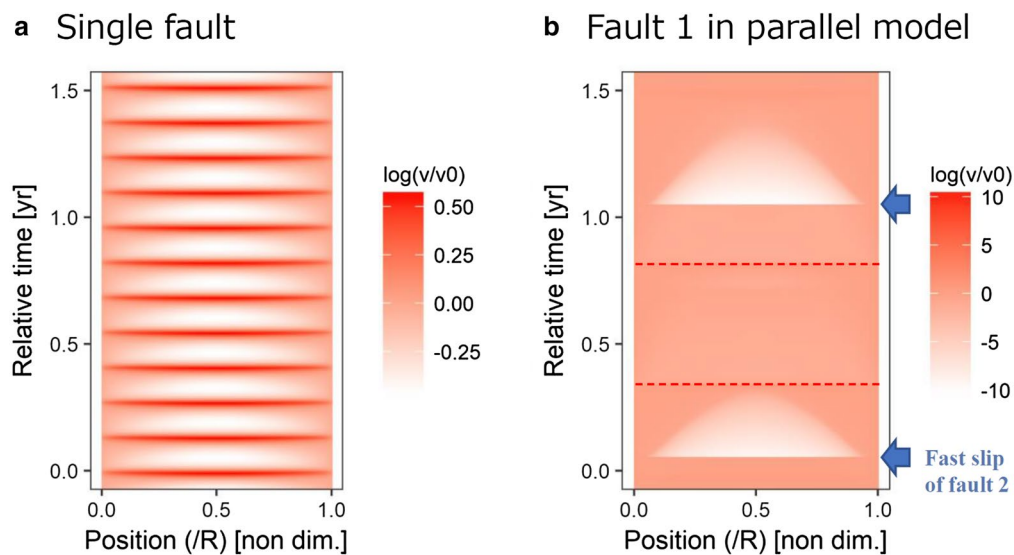 a Single fault
b Fault 1 in parallel model
Relative time [yr]
1.5
1.0
0.5
0.0
0.0 0.5 1.0
Position (/R) [non dim.]
log(v/v0)
0.50
0.25
0.00
-0.25
Relative time [yr]
1.5
1.0
0.5
0.0
0.0 0.5 1.0
Position (/R) [non dim.]
log(v/v0)
10
5
0
-5
-10
Fast slip
of fault 2